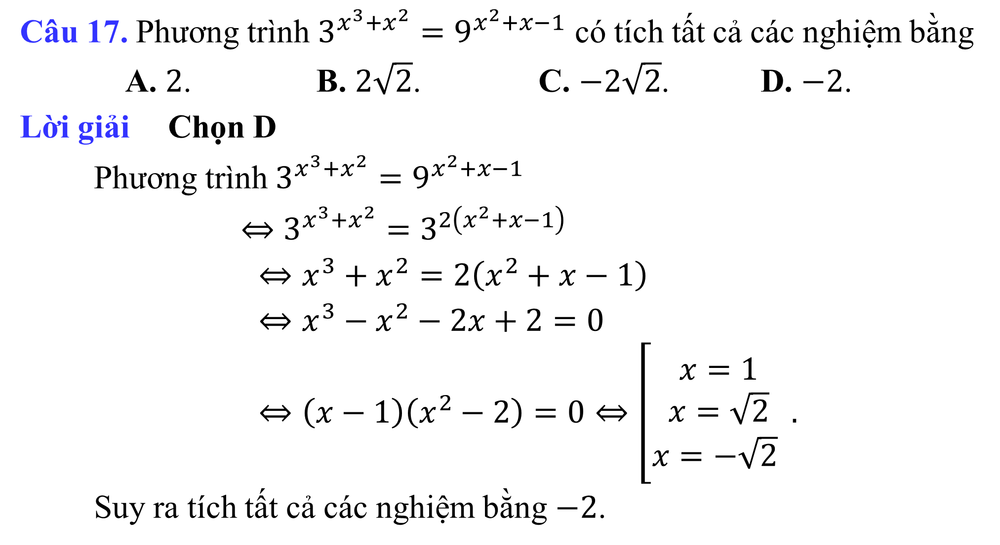 Câu 17. Phương trình $3^{x^3+x^2} = 9^{x^2+x-1}$ có tích tất cả các nghiệm bằng
A. $2$. B. $2\sqrt{2}$. C. $-2\sqrt{2}$. D. $-2$.
Lời giải Chọn D
Phương trình $3^{x^3+x^2} = 9^{x^2+x-1}$
$\Leftrightarrow 3^{x^3+x^2} = 3^{2(x^2+x-1)}$
$\Leftrightarrow x^3 + x^2 = 2(x^2 + x - 1)$
$\Leftrightarrow x^3 - x^2 - 2x + 2 = 0$
$\Leftrightarrow (x - 1)(x^2 - 2) = 0 \Leftrightarrow \left[\begin{matrix} x = 1 \\ x = \sqrt{2} \\ x = -\sqrt{2} \end{matrix}\right.$.
Suy ra tích tất cả các nghiệm bằng $-2$.